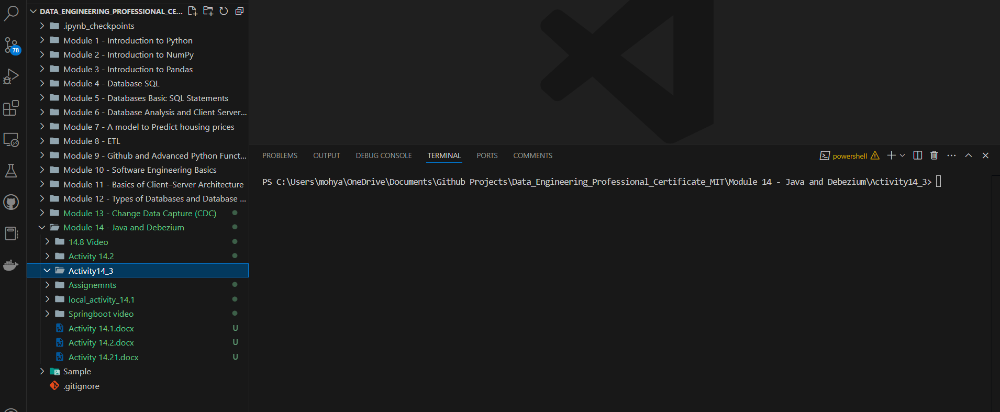 DATA_ENGINEERING_PROFESSIONAL_CE...
.ipynb_checkpoints
Module 1 - Introduction to Python
Module 2 - Introduction to NumPy
78
Module 3 - Introduction to Pandas
Module 4 - Database SQL
Module 5 - Databases Basic SQL Statements
Module 6 - Database Analysis and Client Server...
Module 7 - A model to Predict housing prices
Module 8 - ETL
Module 9 - Github and Advanced Python Funct...
Module 10 - Software Engineering Basics
Module 11 - Basics of Client–Server Architecture
Module 12 - Types of Databases and Database ...
Module 13 - Change Data Capture (CDC)
Module 14 - Java and Debezium
14.8 Video
Activity 14.2
Activity14_3
Assignemnts
local_activity_14.1
Springboot video
Activity 14.1.docx U
Activity 14.2.docx U
Activity 14.21.docx U
Sample
.gitignore
PROBLEMS OUTPUT DEBUG CONSOLE TERMINAL PORTS COMMENTS
powershell
PS C:\Users\mohya\OneDrive\Documents\Github Projects\Data_Engineering_Professional_Certificate_MIT\Module 14 - Java and Debezium\Activity14_3>